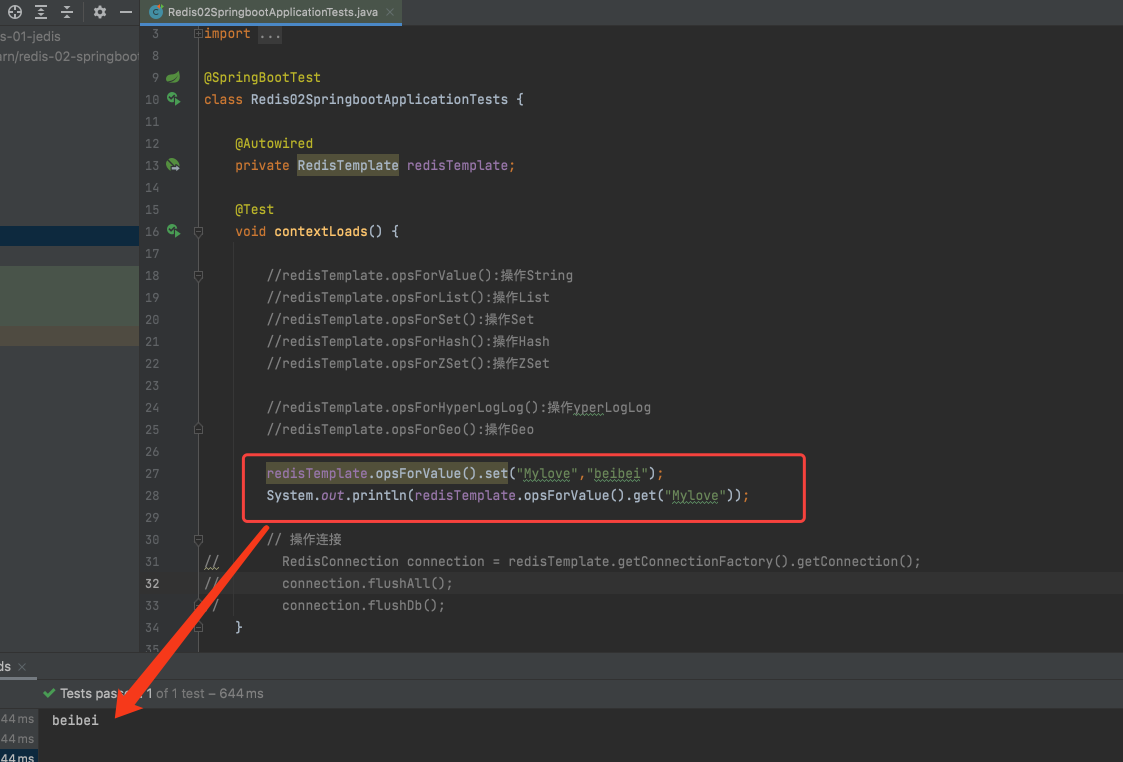 Redis02SpringbootApplicationTests.java
s-01-jedis
arn/redis-02-springboot
3 import ...
8
9 @SpringBootTest
10 class Redis02SpringbootApplicationTests {
11
12 @Autowired
13 private RedisTemplate redisTemplate;
14
15 @Test
16 void contextLoads() {
17
18 //redisTemplate.opsForValue():操作String
19 //redisTemplate.opsForList():操作List
20 //redisTemplate.opsForSet():操作Set
21 //redisTemplate.opsForHash():操作Hash
22 //redisTemplate.opsForZSet():操作ZSet
23
24 //redisTemplate.opsForHyperLogLog():操作yperLogLog
25 //redisTemplate.opsForGeo():操作Geo
26
27 redisTemplate.opsForValue().set("Mylove","beibei");
28 System.out.println(redisTemplate.opsForValue().get("Mylove"));
29
30 // 操作连接
31 // RedisConnection connection = redisTemplate.getConnectionFactory().getConnection();
32 // connection.flushAll();
33 // connection.flushDb();
34 }
35
ds
Tests passed: 1 of 1 test – 644 ms
44 ms
beibei
44 ms
44 ms